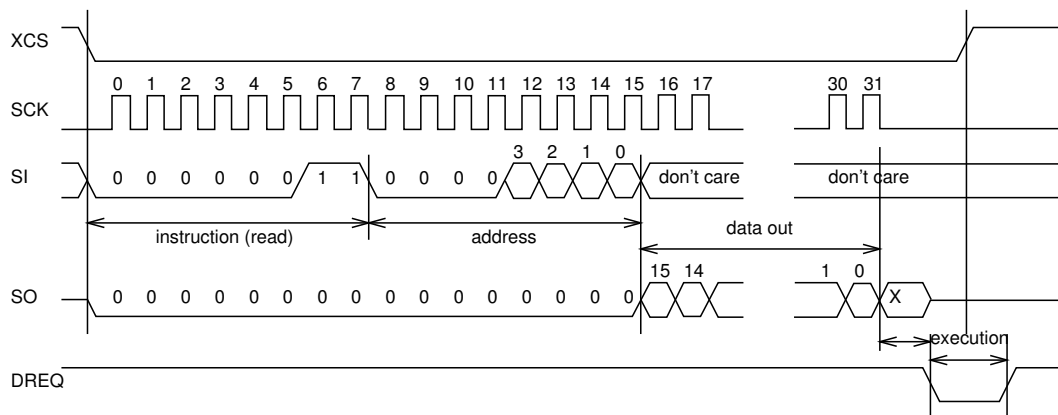 XCS
0 1 2 3 4 5 6 7 8 9 10 11 12 13 14 15 16 17 30 31
SCK
3 2 1 0
SI 0 0 0 0 0 0 1 1 0 0 0 0 don't care don't care
instruction (read) address data out
15 14 1 0
SO 0 0 0 0 0 0 0 0 0 0 0 0 0 0 0 0 X
execution
DREQ